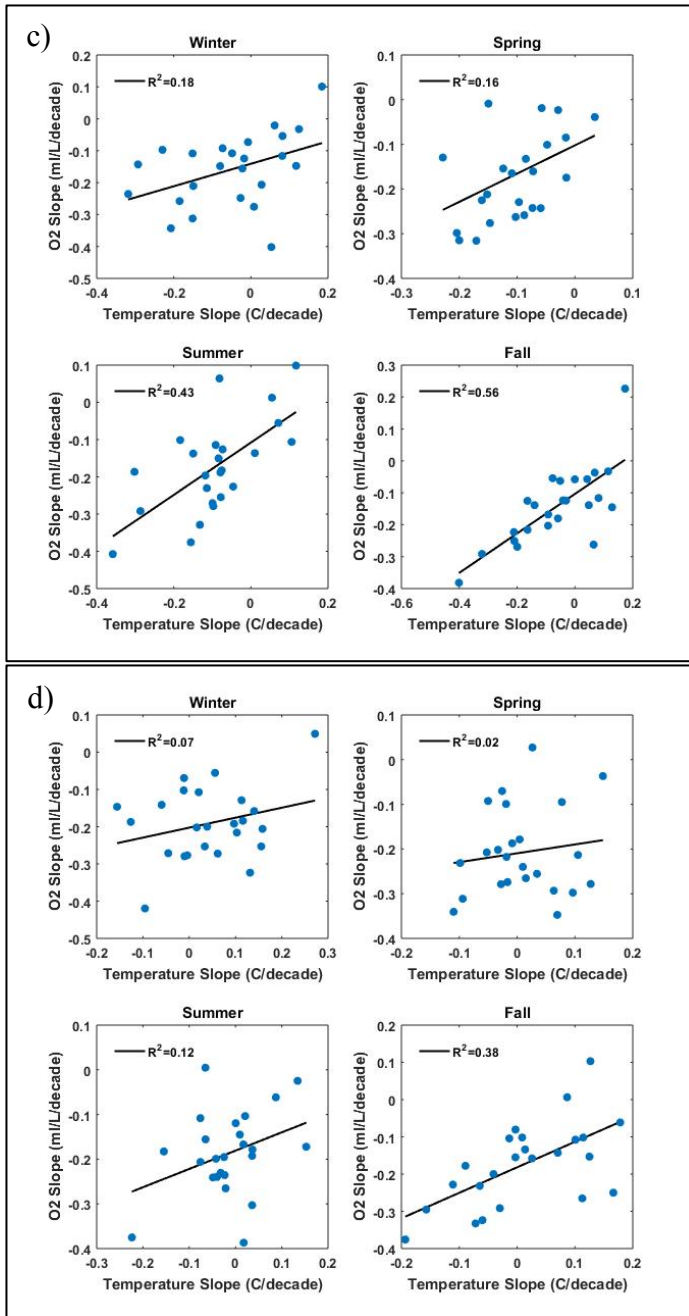 c)
Winter
R²=0.18
O2 Slope (ml/L/decade)
0.2
0.1
0
-0.1
-0.2
-0.3
-0.4
-0.5
-0.4
-0.2
0
0.2
Temperature Slope (C/decade)
Spring
R²=0.16
O2 Slope (ml/L/decade)
0.1
0
-0.1
-0.2
-0.3
-0.4
-0.3
-0.2
-0.1
0
0.1
Temperature Slope (C/decade)
Summer
R²=0.43
O2 Slope (ml/L/decade)
0.1
0
-0.1
-0.2
-0.3
-0.4
-0.5
-0.4
-0.2
0
0.2
Temperature Slope (C/decade)
Fall
R²=0.56
O2 Slope (ml/L/decade)
0.3
0.2
0.1
0
-0.1
-0.2
-0.3
-0.4
-0.6
-0.4
-0.2
0
0.2
Temperature Slope (C/decade)
d)
Winter
R²=0.07
O2 Slope (ml/L/decade)
0.1
0
-0.1
-0.2
-0.3
-0.4
-0.5
-0.2
-0.1
0
0.1
0.2
0.3
Temperature Slope (C/decade)
Spring
R²=0.02
O2 Slope (ml/L/decade)
0.1
0
-0.1
-0.2
-0.3
-0.4
-0.2
-0.1
0
0.1
0.2
Temperature Slope (C/decade)
Summer
R²=0.12
O2 Slope (ml/L/decade)
0.1
0
-0.1
-0.2
-0.3
-0.4
-0.3
-0.2
-0.1
0
0.1
0.2
Temperature Slope (C/decade)
Fall
R²=0.38
O2 Slope (ml/L/decade)
0.2
0.1
0
-0.1
-0.2
-0.3
-0.4
-0.2
-0.1
0
0.1
0.2
Temperature Slope (C/decade)